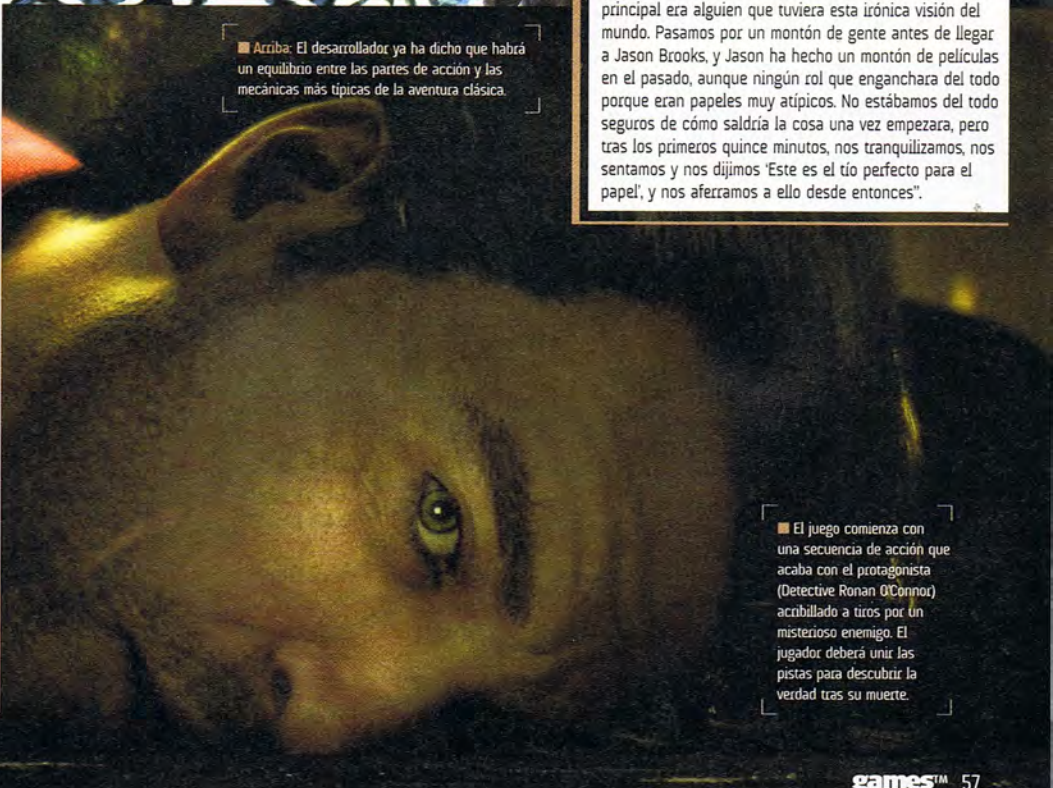 ■ Arriba: El desarrollador ya ha dicho que habrá
un equilibrio entre las partes de acción y las
mecánicas más típicas de la aventura clásica.
principal era alguien que tuviera esta irónica visión del
mundo. Pasamos por un montón de gente antes de llegar
a Jason Brooks, y Jason ha hecho un montón de películas
en el pasado, aunque ningún rol que enganchara del todo
porque eran papeles muy atípicos. No estábamos del todo
seguros de cómo saldría la cosa una vez empezara, pero
tras los primeros quince minutos, nos tranquilizamos, nos
sentamos y nos dijimos ‘Este es el tío perfecto para el
papel’, y nos aferramos a ello desde entonces”.
■ El juego comienza con
una secuencia de acción que
acaba con el protagonista
(Detective Ronan O'Connor)
acribillado a tiros por un
misterioso enemigo. El
jugador deberá unir las
pistas para descubrir la
verdad tras su muerte.
games™ 57